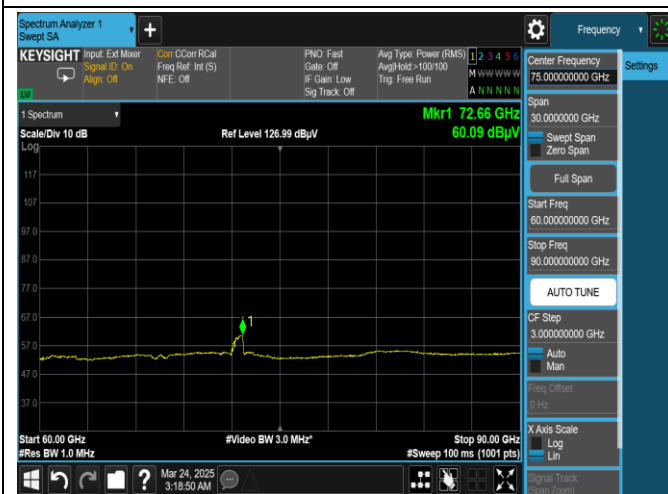 Spectrum Analyzer 1
Swept SA
+
Frequency
KEYSIGHT
Input: Ext Mixer
Signal ID: On
Align: Off
Corr CCorr RCal
Freq Ref: Int (S)
NFE: Off
PNO: Fast
Gate: Off
IF Gain: Low
Sig Track: Off
Avg Type: Power (RMS)
Avg|Hold:>100/100
Trig: Free Run
1 2 3 4 5 6
M W W W W W
A N N N N N
LXI
Center Frequency
75.000000000 GHz
Settings
1 Spectrum
Mkr1 72.66 GHz
Scale/Div 10 dB
Ref Level 126.99 dBµV
60.09 dBµV
Log
117
107
97.0
87.0
77.0
67.0
57.0
47.0
37.0
1
Start 60.00 GHz
#Video BW 3.0 MHz*
Stop 90.00 GHz
#Res BW 1.0 MHz
#Sweep 100 ms (1001 pts)
Span
30.0000000 GHz
Swept Span
Zero Span
Full Span
Start Freq
60.000000000 GHz
Stop Freq
90.000000000 GHz
AUTO TUNE
CF Step
3.000000000 GHz
Auto
Man
Freq Offset
0 Hz
X Axis Scale
Log
Lin
Signal Track
(Span Zoom)
?
Mar 24, 2025
3:18:50 AM